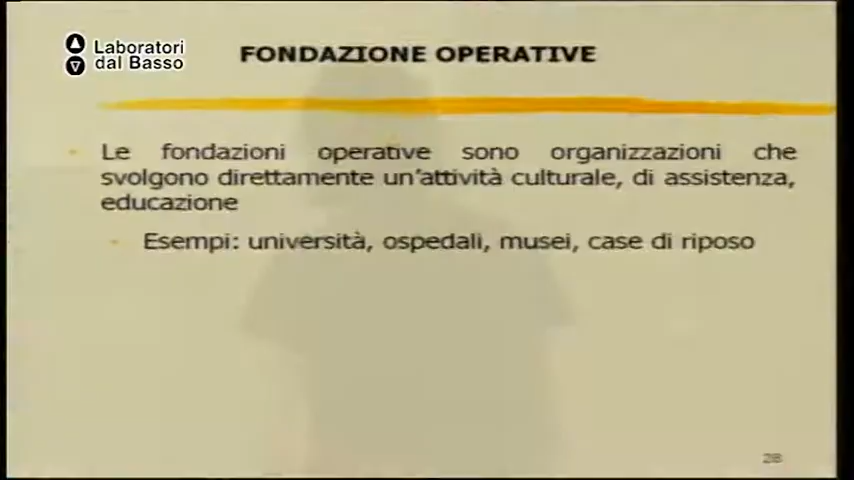 Laboratori
dal Basso
FONDAZIONE OPERATIVE
Le fondazioni operative sono organizzazioni che
svolgono direttamente un'attività culturale, di assistenza,
educazione
Esempi: università, ospedali, musei, case di riposo
28